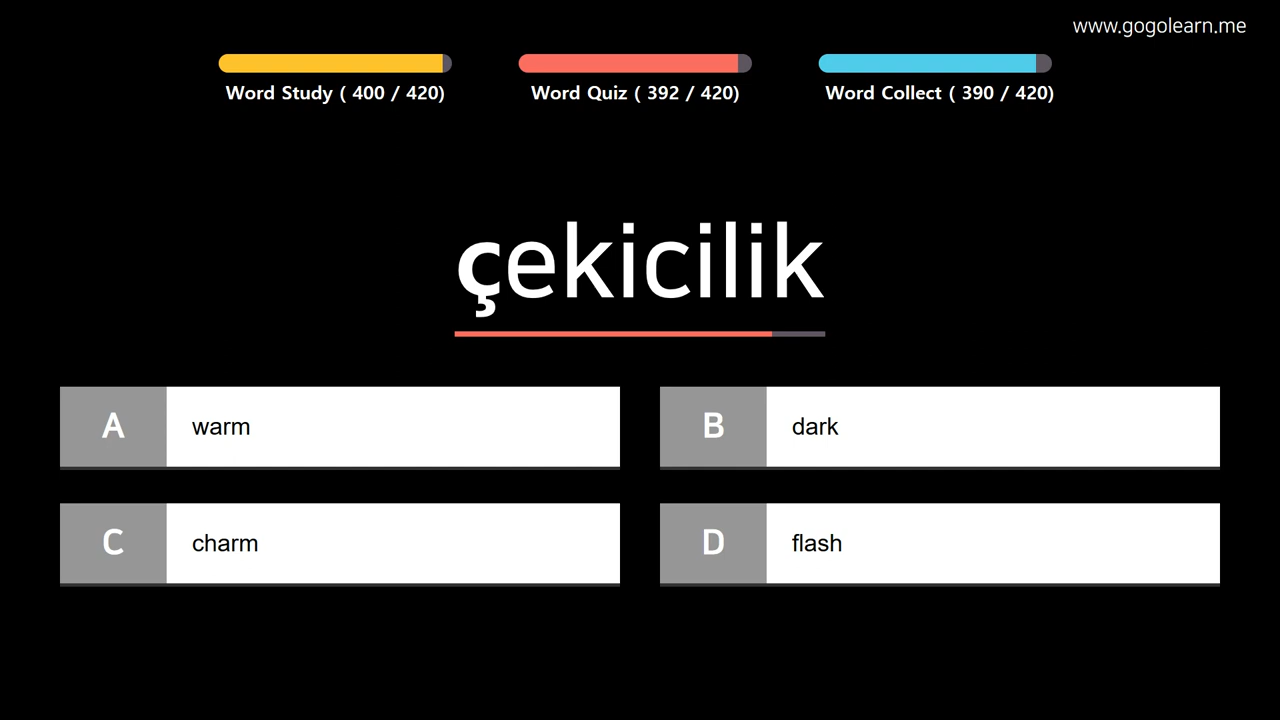 www.gogolearn.me
Word Study ( 400 / 420)
Word Quiz ( 392 / 420)
Word Collect ( 390 / 420)
çekicilik
A warm
B dark
C charm
D flash